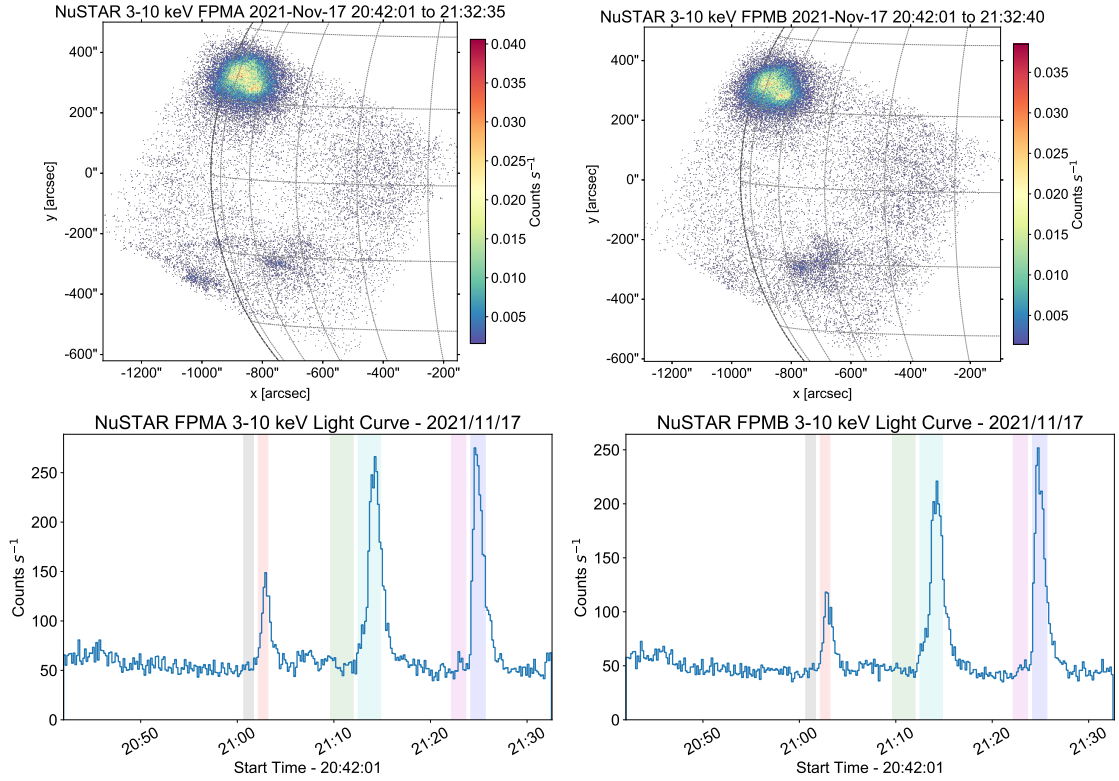 NuSTAR 3-10 keV FPMA 2021-Nov-17 20:42:01 to 21:32:35
400"
200"
0"
-200"
-400"
-600"
y [arcsec]
-1200" -1000" -800" -600" -400" -200"
x [arcsec]
0.040
0.035
0.030
0.025
0.020
0.015
0.010
0.005
Counts s⁻¹
NuSTAR 3-10 keV FPMB 2021-Nov-17 20:42:01 to 21:32:40
400"
200"
0"
-200"
-400"
-600"
y [arcsec]
-1200" -1000" -800" -600" -400" -200"
x [arcsec]
0.035
0.030
0.025
0.020
0.015
0.010
0.005
Counts s⁻¹
NuSTAR FPMA 3-10 keV Light Curve - 2021/11/17
250
200
150
100
50
0
Counts s⁻¹
20:50 21:00 21:10 21:20 21:30
Start Time - 20:42:01
NuSTAR FPMB 3-10 keV Light Curve - 2021/11/17
250
200
150
100
50
0
Counts s⁻¹
20:50 21:00 21:10 21:20 21:30
Start Time - 20:42:01